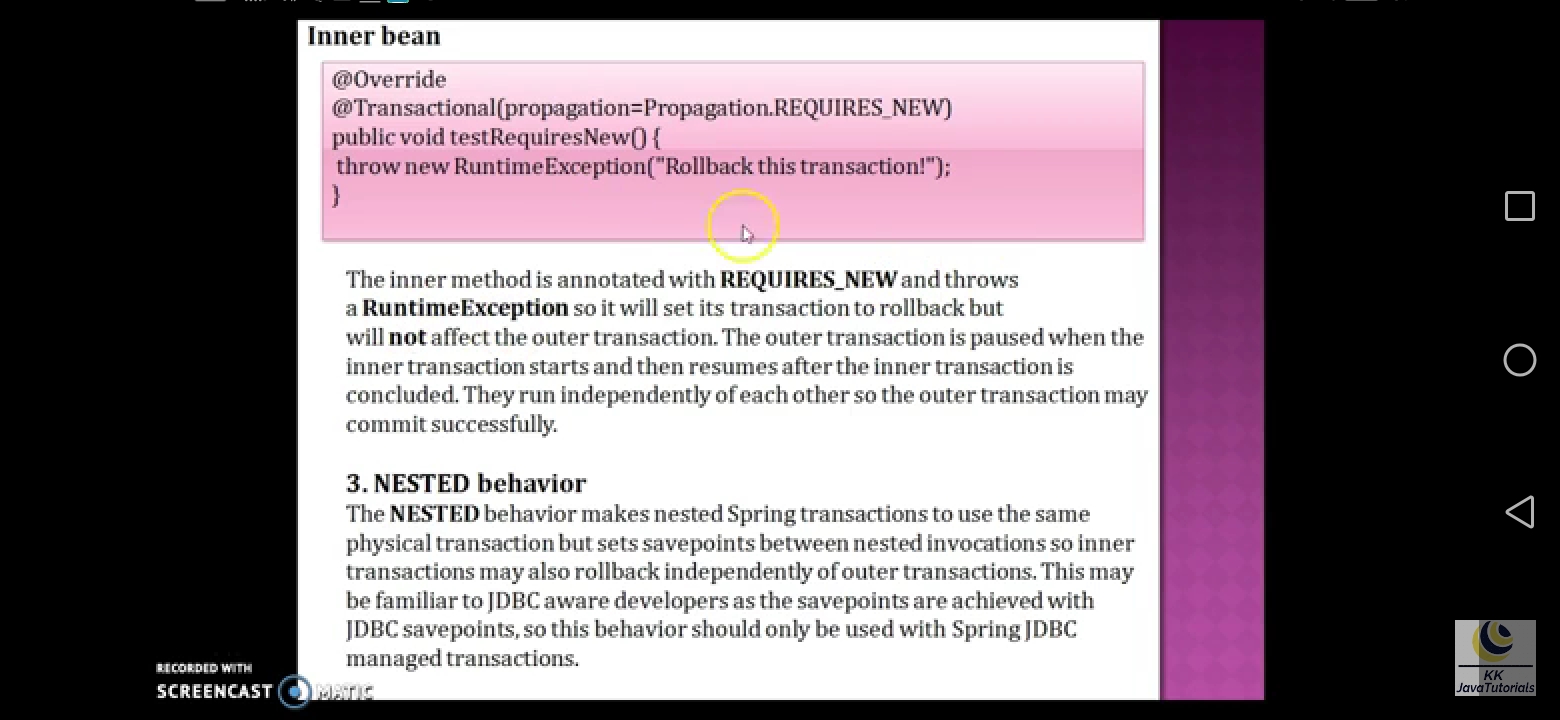 Inner bean
@Override
@Transactional(propagation=Propagation.REQUIRES_NEW)
public void testRequiresNew() {
throw new RuntimeException("Rollback this transaction!");
}
The inner method is annotated with REQUIRES_NEW and throws
a RuntimeException so it will set its transaction to rollback but
will not affect the outer transaction. The outer transaction is paused when the
inner transaction starts and then resumes after the inner transaction is
concluded. They run independently of each other so the outer transaction may
commit successfully.
3. NESTED behavior
The NESTED behavior makes nested Spring transactions to use the same
physical transaction but sets savepoints between nested invocations so inner
transactions may also rollback independently of outer transactions. This may
be familiar to JDBC aware developers as the savepoints are achieved with
JDBC savepoints, so this behavior should only be used with Spring JDBC
managed transactions.
RECORDED WITH
SCREENCAST MATIC
KK
JavaTutorials